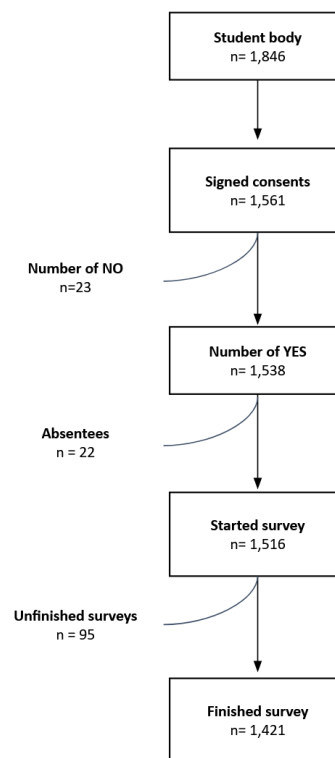 Student body
n= 1,846
Signed consents
n= 1,561
Number of NO
n=23
Number of YES
n= 1,538
Absentees
n = 22
Started survey
n= 1,516
Unfinished surveys
n = 95
Finished survey
n= 1,421